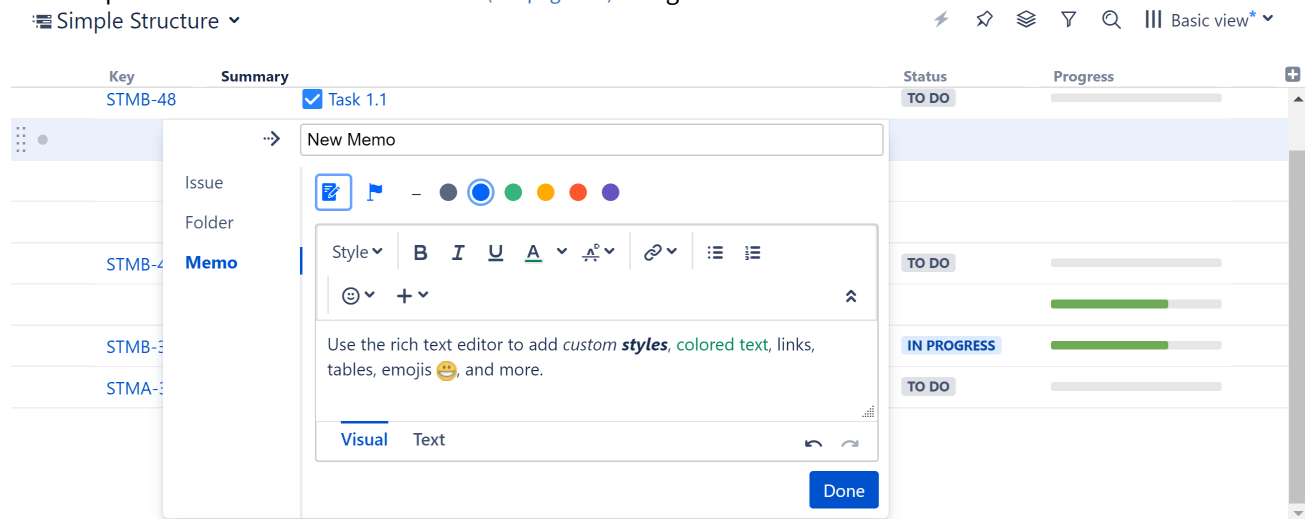 Simple Structure
Basic view*
Key Summary Status Progress
STMB-48 Task 1.1 TO DO
New Memo
Issue
Folder
Memo
Style B I U A
Use the rich text editor to add custom styles, colored text, links,
tables, emojis 😀, and more.
Visual Text
Done
STMB-4 TO DO
STMB-3 IN PROGRESS
STMA-3 TO DO